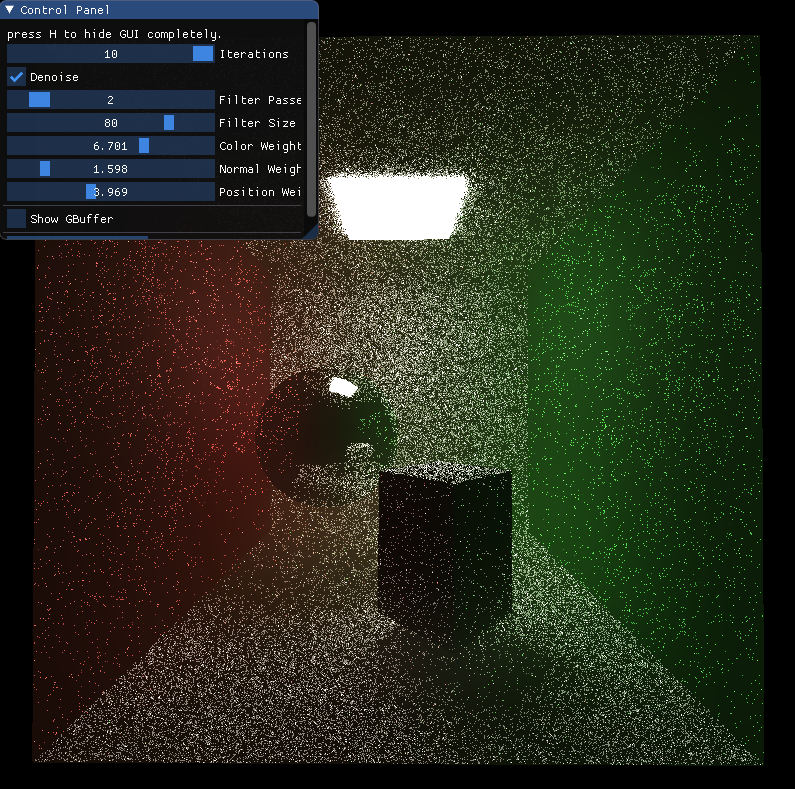 Control Panel
press H to hide GUI completely.
10 Iterations
Denoise
2 Filter Passe
80 Filter Size
6.701 Color Weight
1.598 Normal Weigh
3.969 Position Wei
Show GBuffer